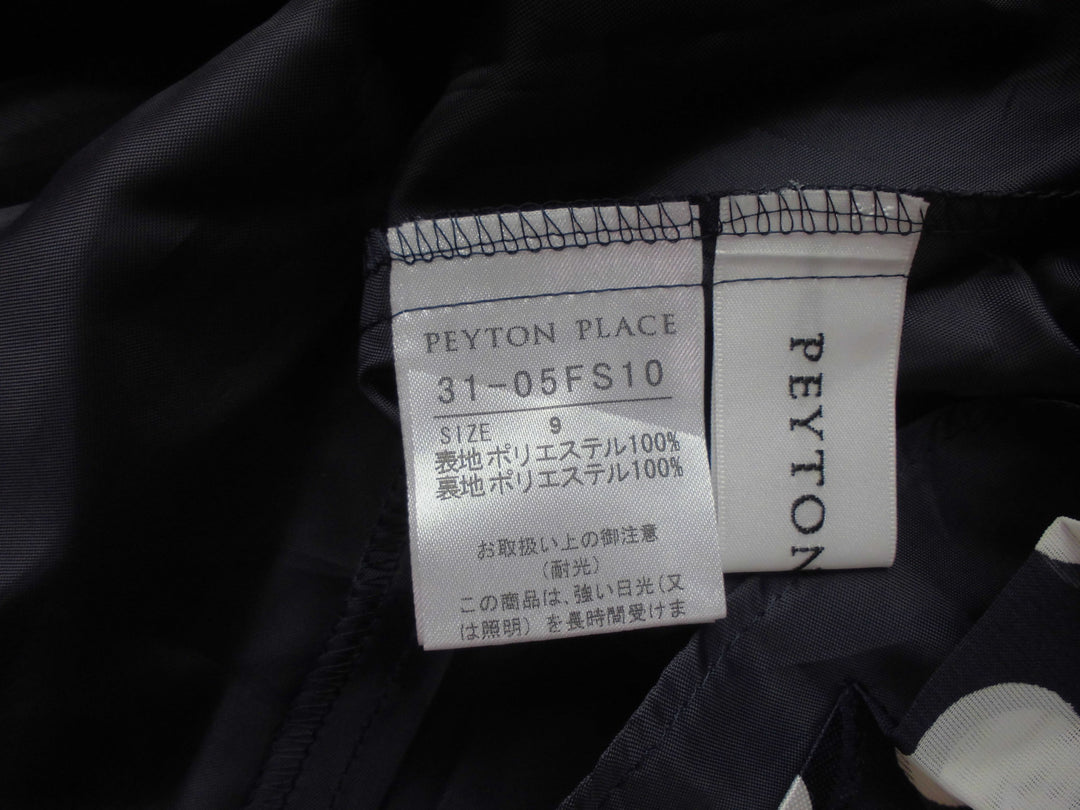 PEYTON PLACE
31-05FS10
SIZE 9
表地 ポリエステル100%
裏地 ポリエステル100%
お取扱い上の御注意
(耐光)
この商品は、強い日光(又
は照明)を長時間受けま
PEYTON